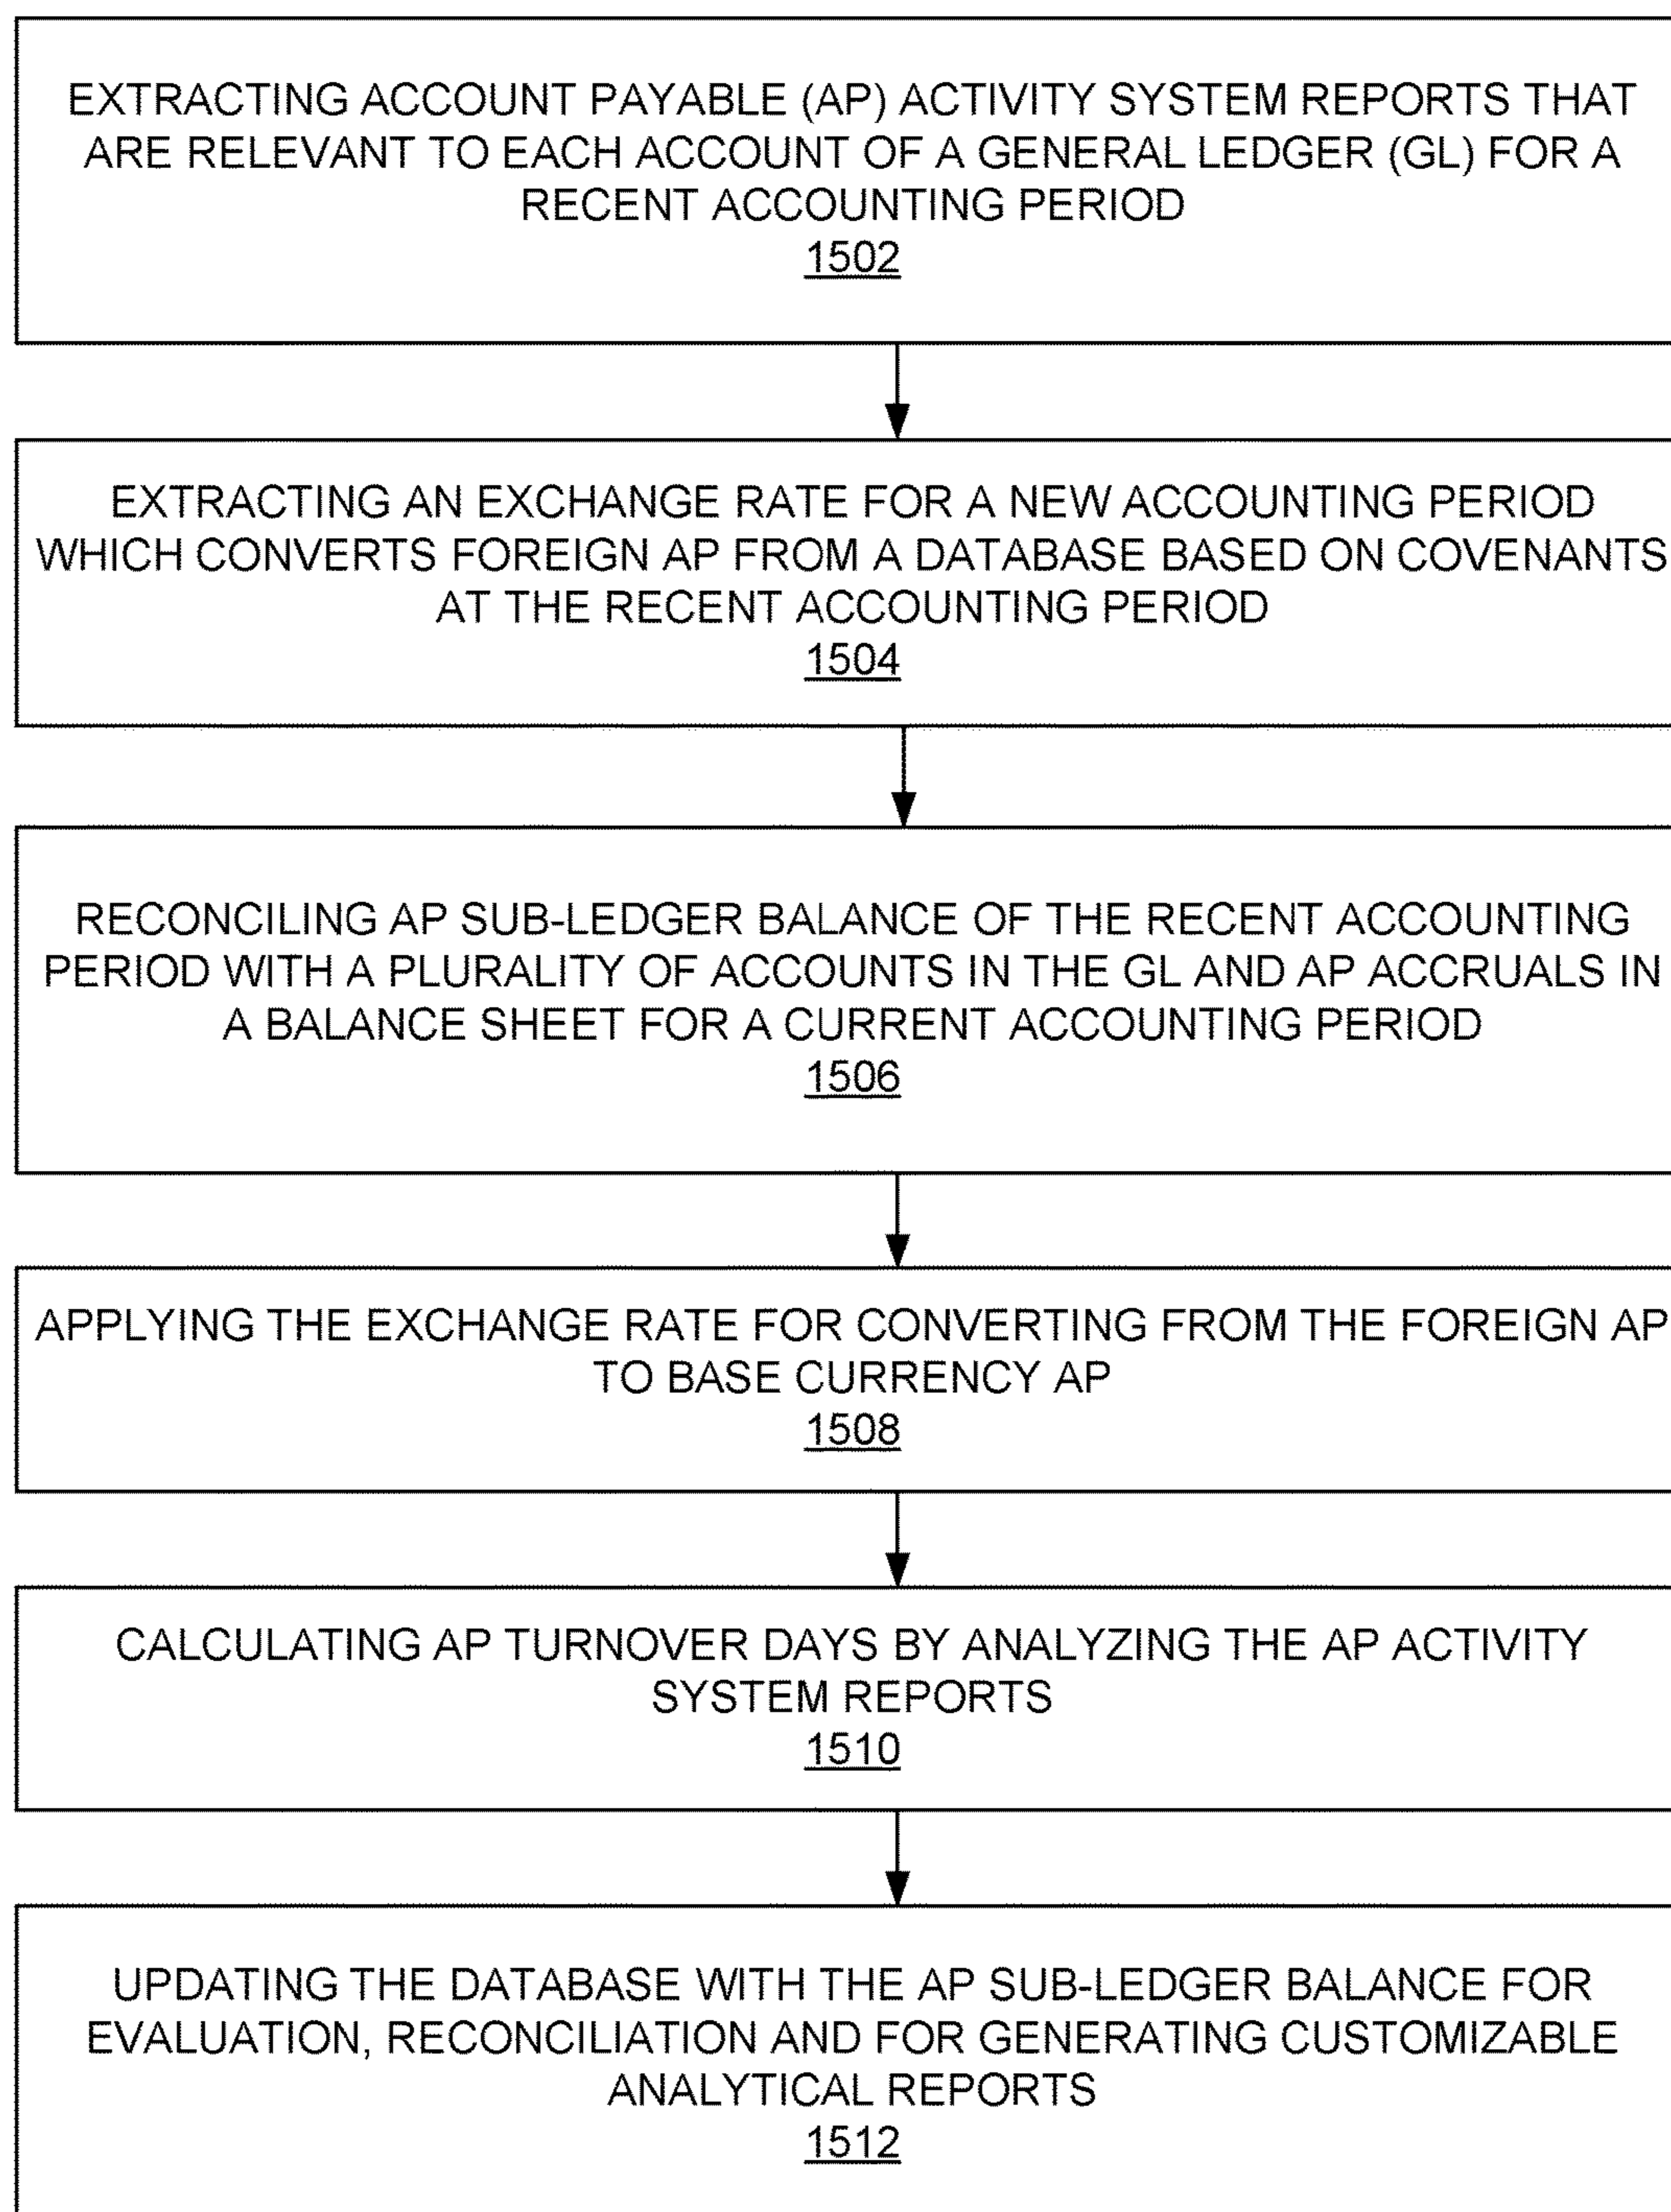 EXTRACTING ACCOUNT PAYABLE (AP) ACTIVITY SYSTEM REPORTS THAT
ARE RELEVANT TO EACH ACCOUNT OF A GENERAL LEDGER (GL) FOR A
RECENT ACCOUNTING PERIOD
1502
EXTRACTING AN EXCHANGE RATE FOR A NEW ACCOUNTING PERIOD
WHICH CONVERTS FOREIGN AP FROM A DATABASE BASED ON COVENANTS
AT THE RECENT ACCOUNTING PERIOD
1504
RECONCILING AP SUB-LEDGER BALANCE OF THE RECENT ACCOUNTING
PERIOD WITH A PLURALITY OF ACCOUNTS IN THE GL AND AP ACCRUALS IN
A BALANCE SHEET FOR A CURRENT ACCOUNTING PERIOD
1506
APPLYING THE EXCHANGE RATE FOR CONVERTING FROM THE FOREIGN AP
TO BASE CURRENCY AP
1508
CALCULATING AP TURNOVER DAYS BY ANALYZING THE AP ACTIVITY
SYSTEM REPORTS
1510
UPDATING THE DATABASE WITH THE AP SUB-LEDGER BALANCE FOR
EVALUATION, RECONCILIATION AND FOR GENERATING CUSTOMIZABLE
ANALYTICAL REPORTS
1512